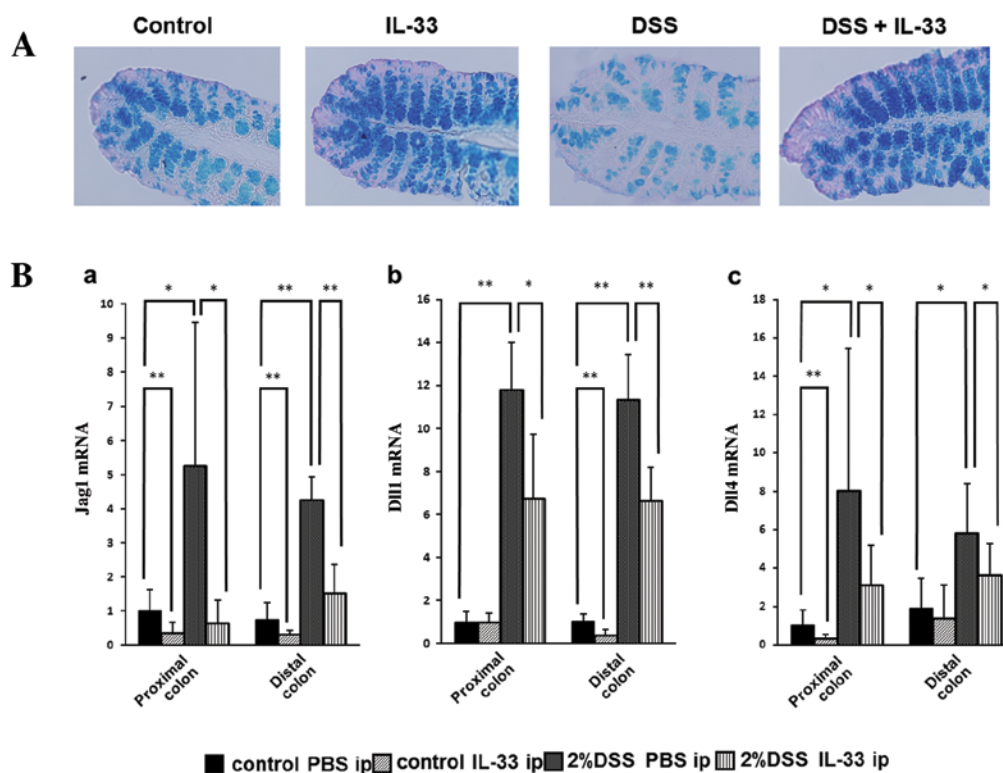 A
Control IL-33 DSS DSS + IL-33
B
a
Jag1 mRNA
10
9
8
7
6
5
4
3
2
1
0
* *
** **
** **
Proximal colon
Distal colon
b
Dll1 mRNA
16
14
12
10
8
6
4
2
0
** *
** **
**
Proximal colon
Distal colon
c
Dll4 mRNA
18
16
14
12
10
8
6
4
2
0
* *
* *
**
Proximal colon
Distal colon
control PBS ip control IL-33 ip 2%DSS PBS ip 2%DSS IL-33 ip